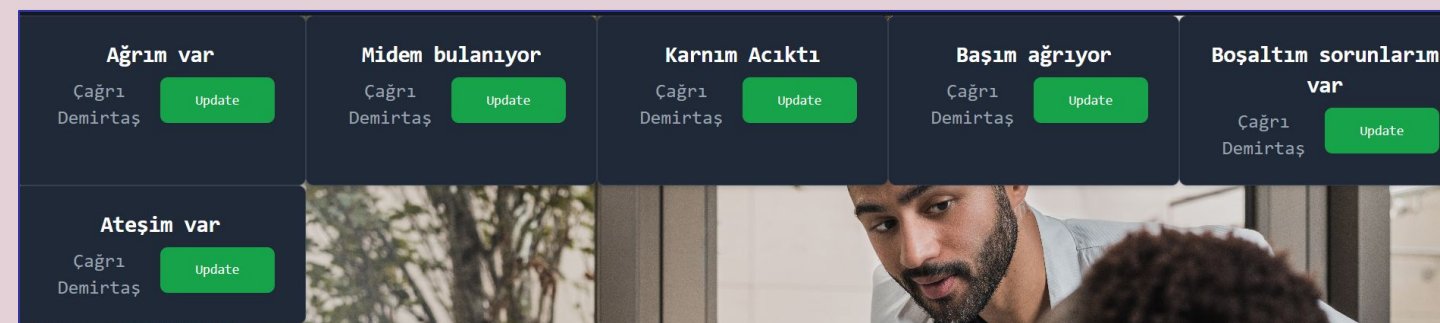 Ağrım var
Çağrı
Demirtaş
Update
Midem bulanıyor
Çağrı
Demirtaş
Update
Karnım Acıktı
Çağrı
Demirtaş
Update
Başım ağrıyor
Çağrı
Demirtaş
Update
Boşaltım sorunlarım
var
Çağrı
Demirtaş
Update
Ateşim var
Çağrı
Demirtaş
Update